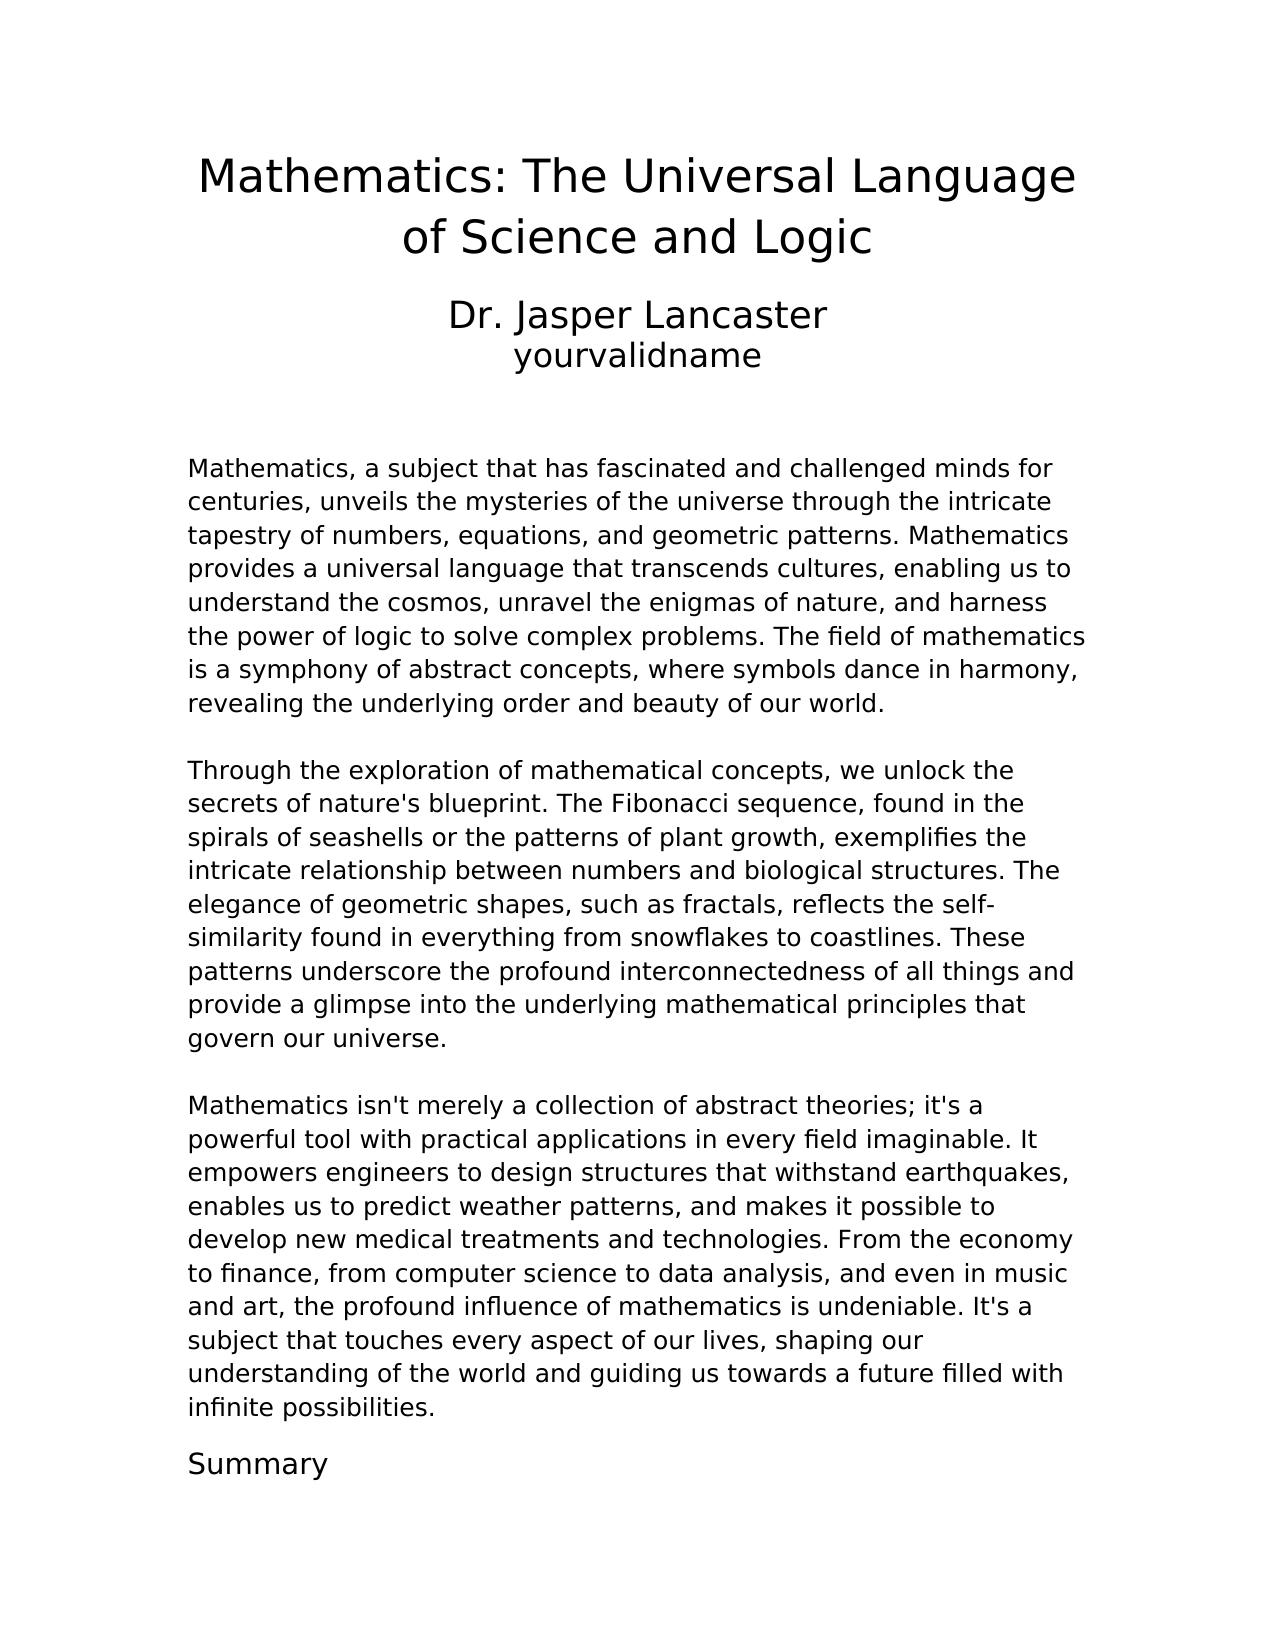 Mathematics: The Universal Language
of Science and Logic
Dr. Jasper Lancaster
yourvalidname
Mathematics, a subject that has fascinated and challenged minds for
centuries, unveils the mysteries of the universe through the intricate
tapestry of numbers, equations, and geometric patterns. Mathematics
provides a universal language that transcends cultures, enabling us to
understand the cosmos, unravel the enigmas of nature, and harness
the power of logic to solve complex problems. The field of mathematics
is a symphony of abstract concepts, where symbols dance in harmony,
revealing the underlying order and beauty of our world.
Through the exploration of mathematical concepts, we unlock the
secrets of nature's blueprint. The Fibonacci sequence, found in the
spirals of seashells or the patterns of plant growth, exemplifies the
intricate relationship between numbers and biological structures. The
elegance of geometric shapes, such as fractals, reflects the self-
similarity found in everything from snowflakes to coastlines. These
patterns underscore the profound interconnectedness of all things and
provide a glimpse into the underlying mathematical principles that
govern our universe.
Mathematics isn't merely a collection of abstract theories; it's a
powerful tool with practical applications in every field imaginable. It
empowers engineers to design structures that withstand earthquakes,
enables us to predict weather patterns, and makes it possible to
develop new medical treatments and technologies. From the economy
to finance, from computer science to data analysis, and even in music
and art, the profound influence of mathematics is undeniable. It's a
subject that touches every aspect of our lives, shaping our
understanding of the world and guiding us towards a future filled with
infinite possibilities.
Summary